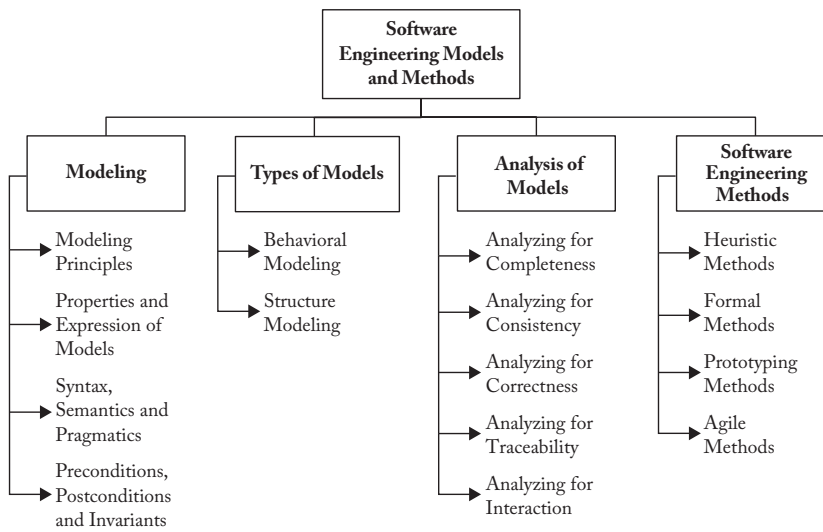 Software
Engineering Models
and Methods
Modeling
Modeling
Principles
Properties and
Expression of
Models
Syntax,
Semantics and
Pragmatics
Preconditions,
Postconditions
and Invariants
Types of Models
Behavioral
Modeling
Structure
Modeling
Analysis of
Models
Analyzing for
Completeness
Analyzing for
Consistency
Analyzing for
Correctness
Analyzing for
Traceability
Analyzing for
Interaction
Software
Engineering
Methods
Heuristic
Methods
Formal
Methods
Prototyping
Methods
Agile
Methods